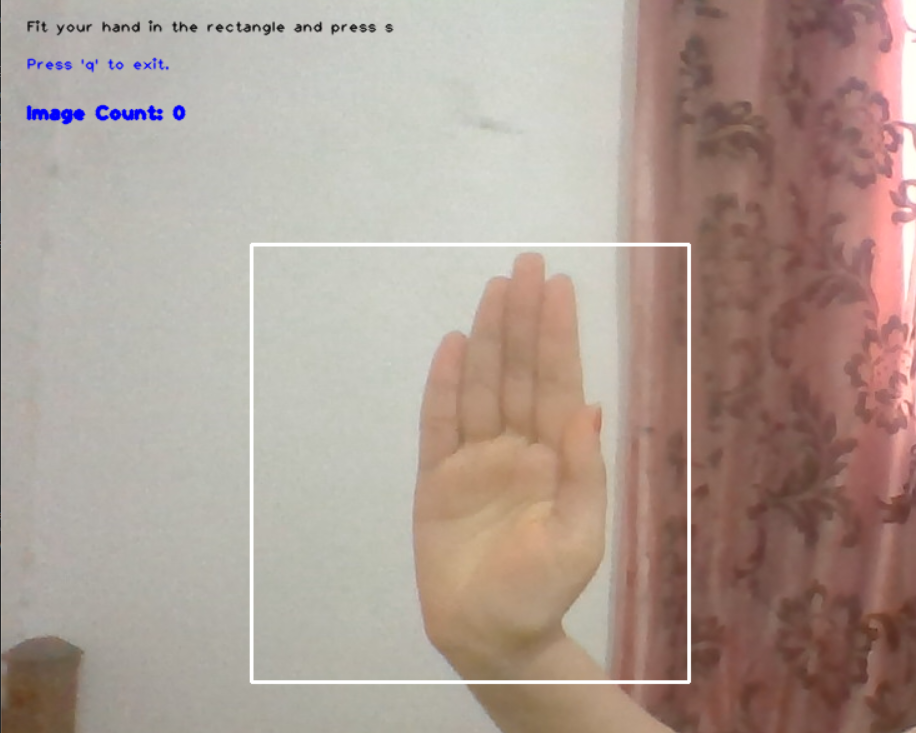 Fit your hand in the rectangle and press s
Press 'q' to exit.
Image Count: 0